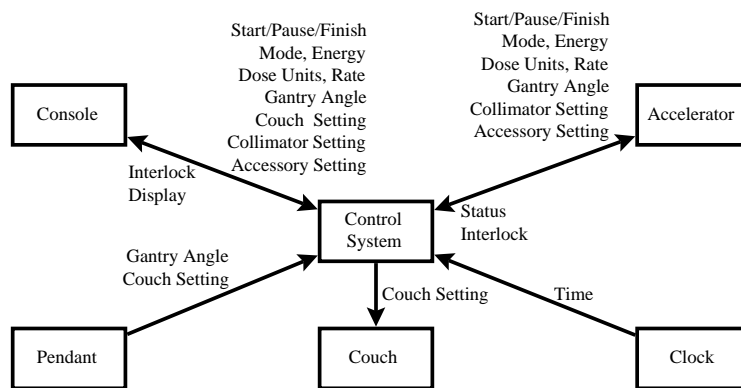 Start/Pause/Finish
Mode, Energy
Dose Units, Rate
Gantry Angle
Couch Setting
Collimator Setting
Accessory Setting
Start/Pause/Finish
Mode, Energy
Dose Units, Rate
Gantry Angle
Collimator Setting
Accessory Setting
Console
Accelerator
Interlock
Display
Control
System
Status
Interlock
Gantry Angle
Couch Setting
Couch Setting
Time
Pendant
Couch
Clock